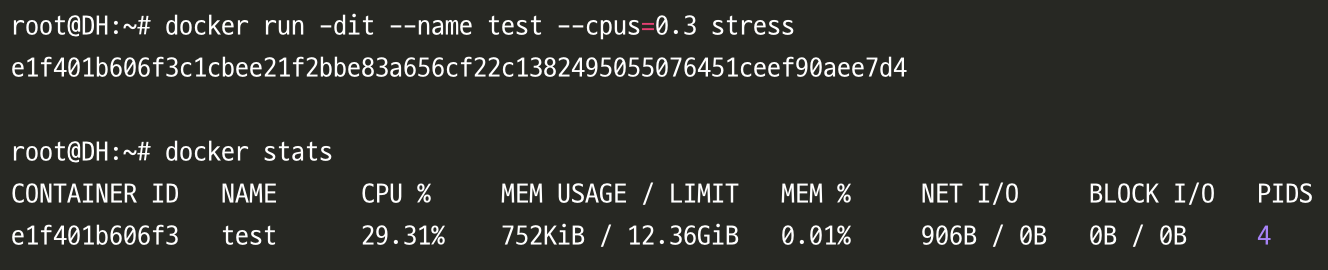 root@DH:~# docker run -dit --name test --cpus=0.3 stress
e1f401b606f3c1cbee21f2bbe83a656cf22c1382495055076451ceef90aee7d4
root@DH:~# docker stats
CONTAINER ID NAME CPU % MEM USAGE / LIMIT MEM % NET I/O BLOCK I/O PIDS
e1f401b606f3 test 29.31% 752KiB / 12.36GiB 0.01% 906B / 0B 0B / 0B 4